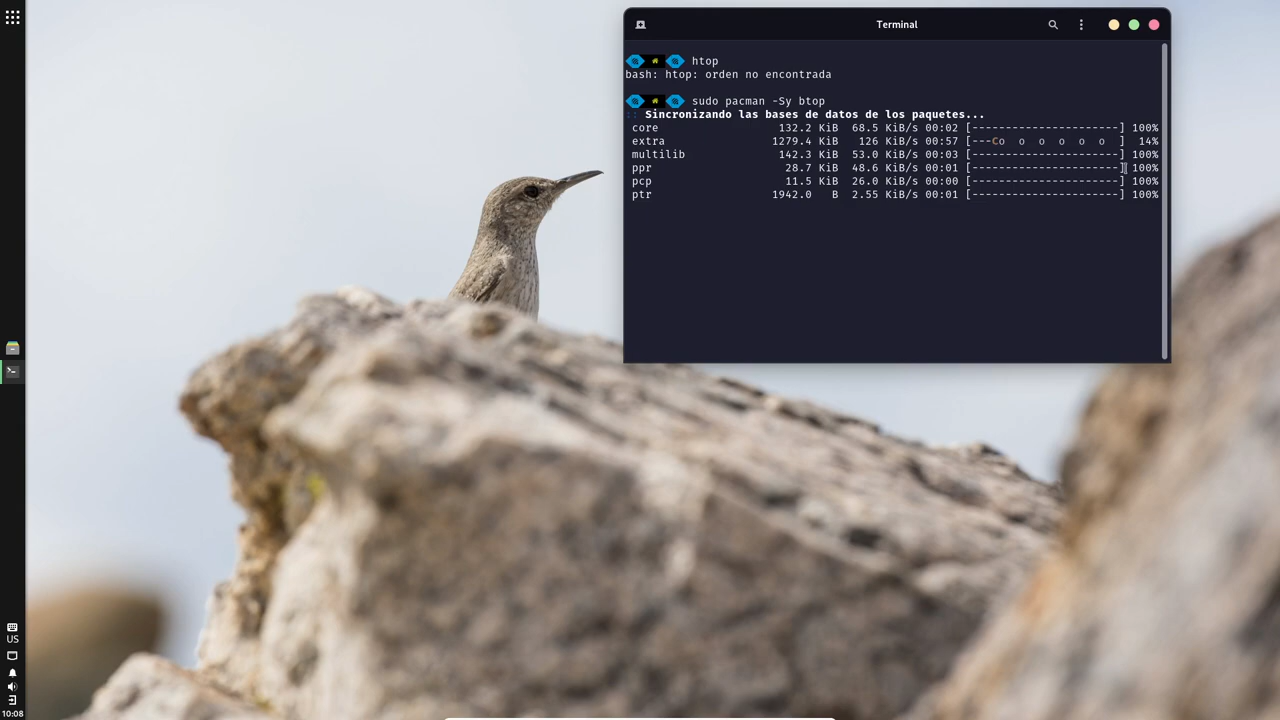 Terminal
htop
bash: htop: orden no encontrada
sudo pacman -Sy btop
:: Sincronizando las bases de datos de los paquetes...
core 132.2 KiB 68.5 KiB/s 00:02 [----------------------] 100%
extra 1279.4 KiB 126 KiB/s 00:57 [---Co o o o o o ] 14%
multilib 142.3 KiB 53.0 KiB/s 00:03 [----------------------] 100%
ppr 28.7 KiB 48.6 KiB/s 00:01 [----------------------] 100%
pcp 11.5 KiB 26.0 KiB/s 00:00 [----------------------] 100%
ptr 1942.0 B 2.55 KiB/s 00:01 [----------------------] 100%
US
10:08